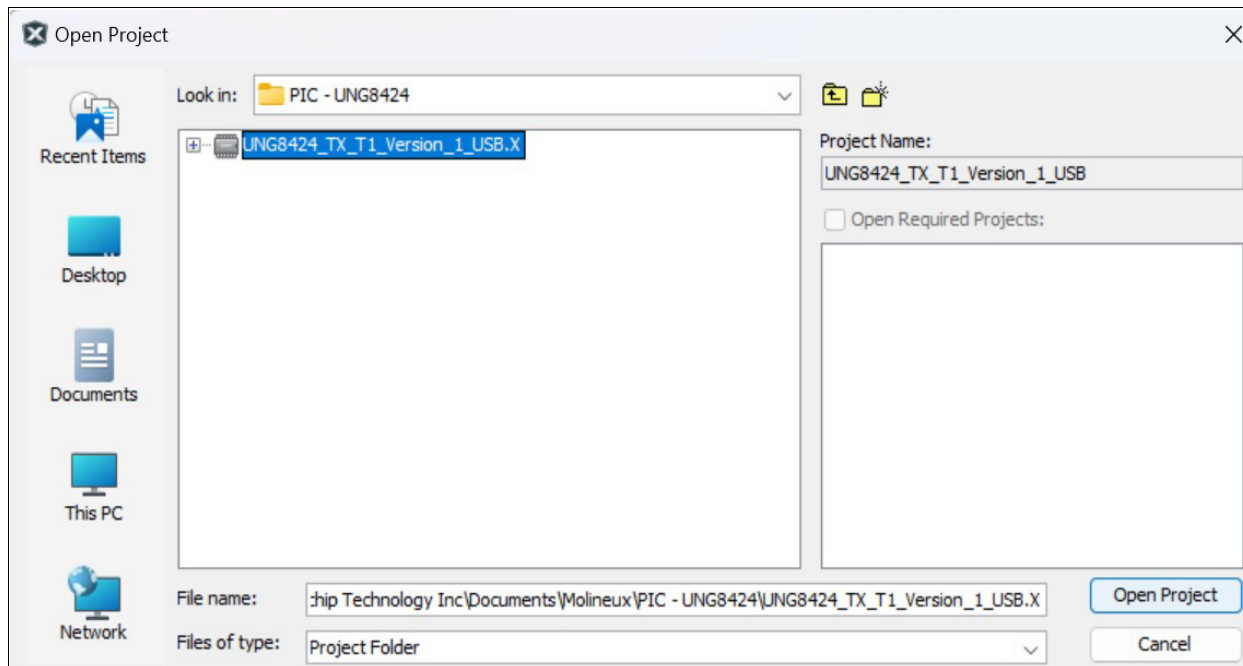 Open Project
Look in:
PIC - UNG8424
Recent Items
Desktop
Documents
This PC
Network
UNG8424_TX_T1_Version_1_USB.X
Project Name:
UNG8424_TX_T1_Version_1_USB
Open Required Projects:
File name:
:hip Technology Inc\Documents\Molineux\PIC - UNG8424\UNG8424_TX_T1_Version_1_USB.X
Open Project
Files of type:
Project Folder
Cancel